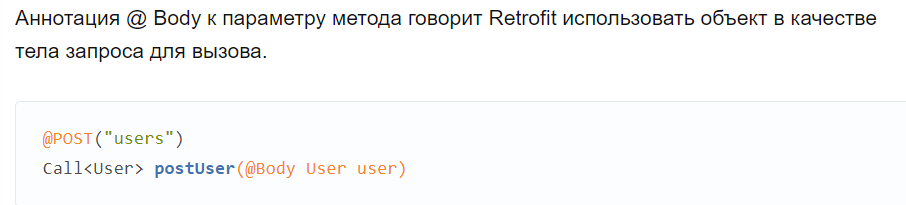 Аннотация @ Body к параметру метода говорит Retrofit использовать объект в качестве
тела запроса для вызова.
@POST("users")
Call<User> postUser(@Body User user)